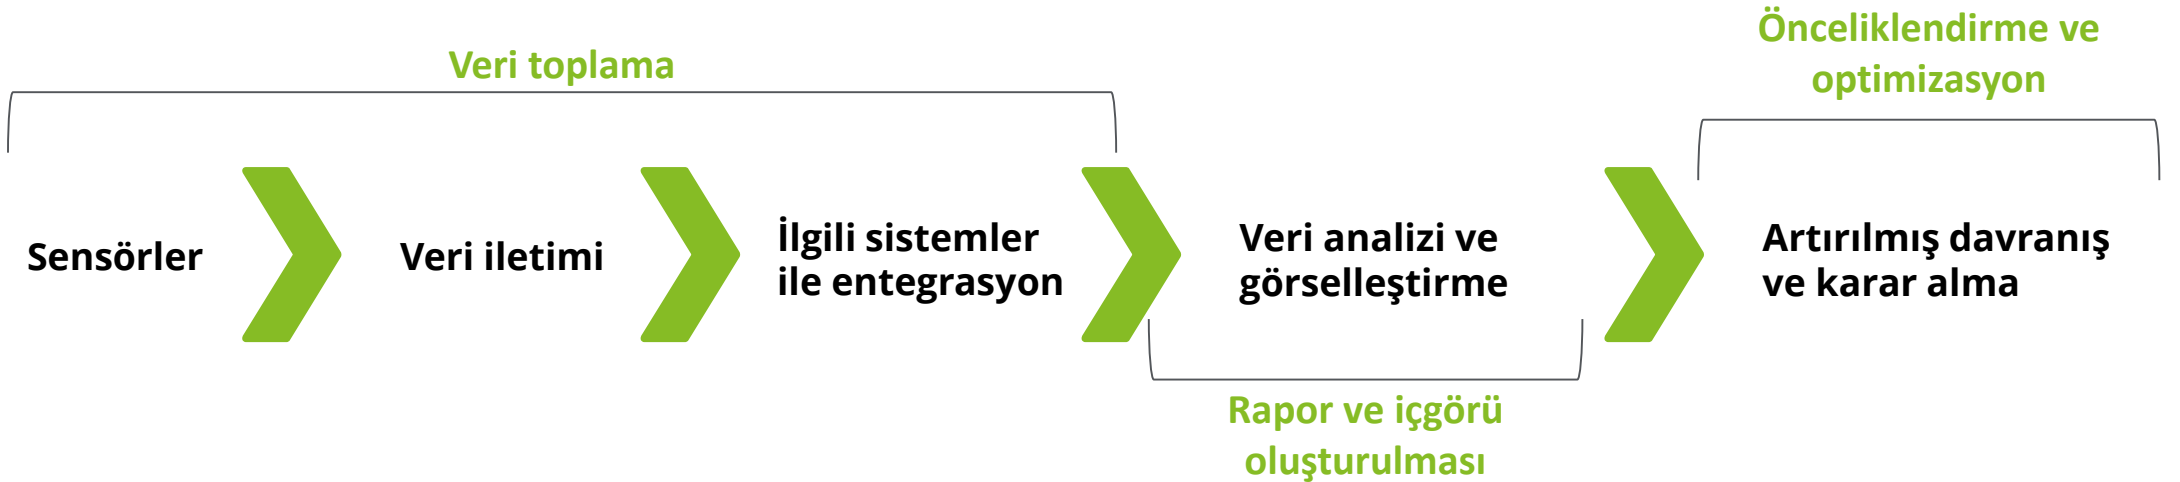 Veri toplama
Önceliklendirme ve
optimizasyon
Sensörler
Veri iletimi
İlgili sistemler
ile entegrasyon
Veri analizi ve
görselleştirme
Artırılmış davranış
ve karar alma
Rapor ve içgörü
oluşturulması